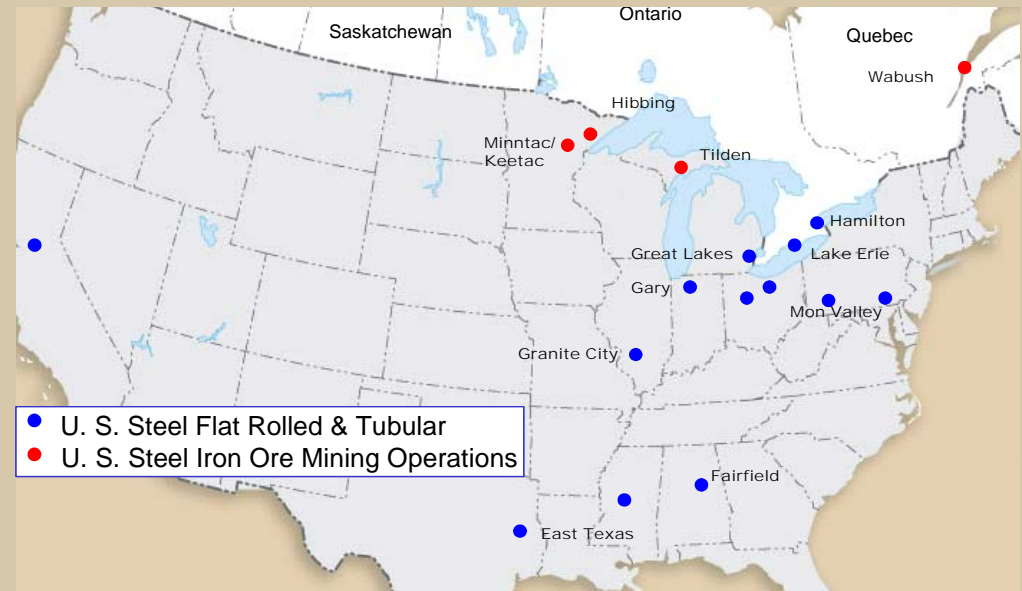 Ontario
Saskatchewan
Quebec
Wabush
Hibbing
Minntac/
Keetac
Tilden
Hamilton
Great Lakes
Lake Erie
Gary
Mon Valley
Granite City
U. S. Steel Flat Rolled & Tubular
U. S. Steel Iron Ore Mining Operations
Fairfield
East Texas